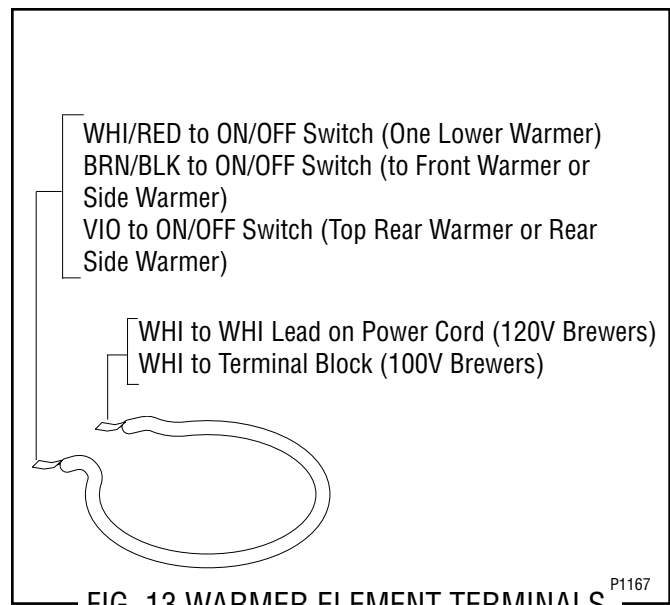 WHI/RED to ON/OFF Switch (One Lower Warmer)
BRN/BLK to ON/OFF Switch (to Front Warmer or
Side Warmer)
VIO to ON/OFF Switch (Top Rear Warmer or Rear
Side Warmer)
WHI to WHI Lead on Power Cord (120V Brewers)
WHI to Terminal Block (100V Brewers)
P1167
FIG. 13 WARMER ELEMENT TERMINALS